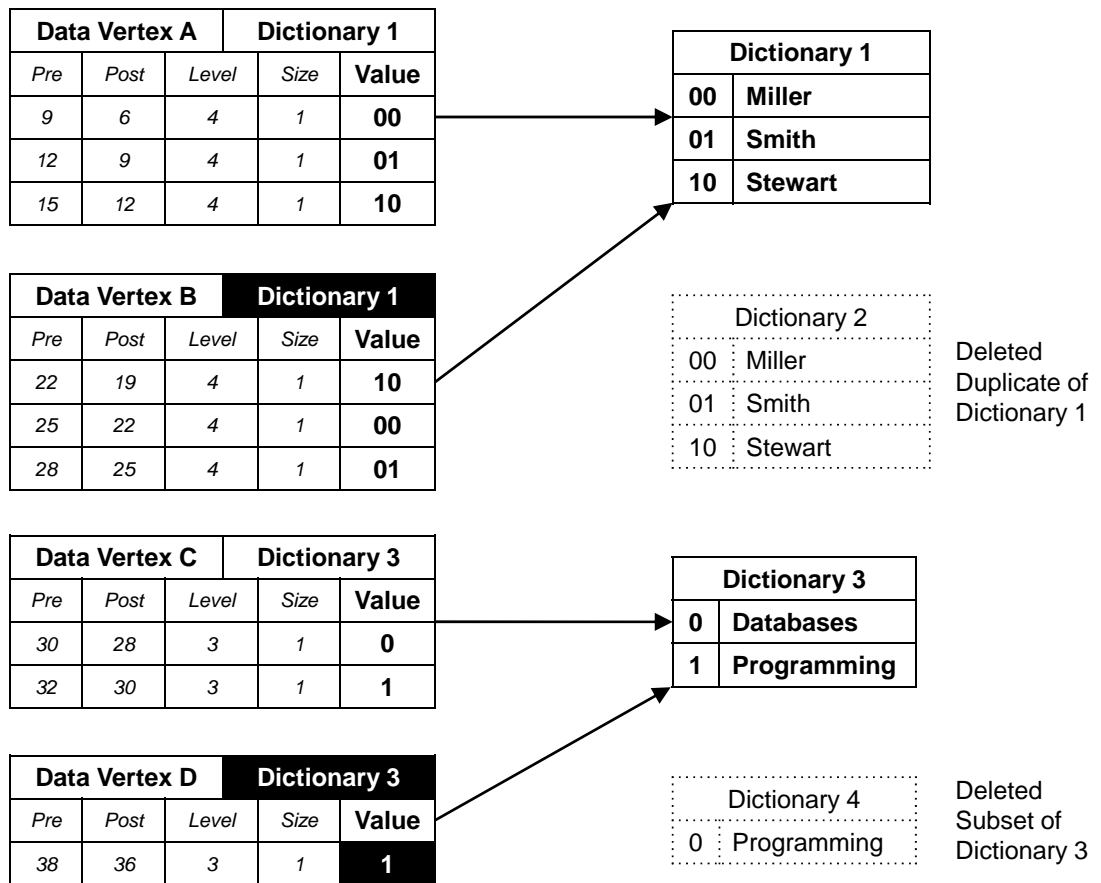 Data Vertex A Dictionary 1
Pre Post Level Size Value
9 6 4 1 00
12 9 4 1 01
15 12 4 1 10
Dictionary 1
00 Miller
01 Smith
10 Stewart
Data Vertex B Dictionary 1
Pre Post Level Size Value
22 19 4 1 10
25 22 4 1 00
28 25 4 1 01
Dictionary 2
00 Miller
01 Smith
10 Stewart
Deleted
Duplicate of
Dictionary 1
Data Vertex C Dictionary 3
Pre Post Level Size Value
30 28 3 1 0
32 30 3 1 1
Dictionary 3
0 Databases
1 Programming
Data Vertex D Dictionary 3
Pre Post Level Size Value
38 36 3 1 1
Dictionary 4
0 Programming
Deleted
Subset of
Dictionary 3